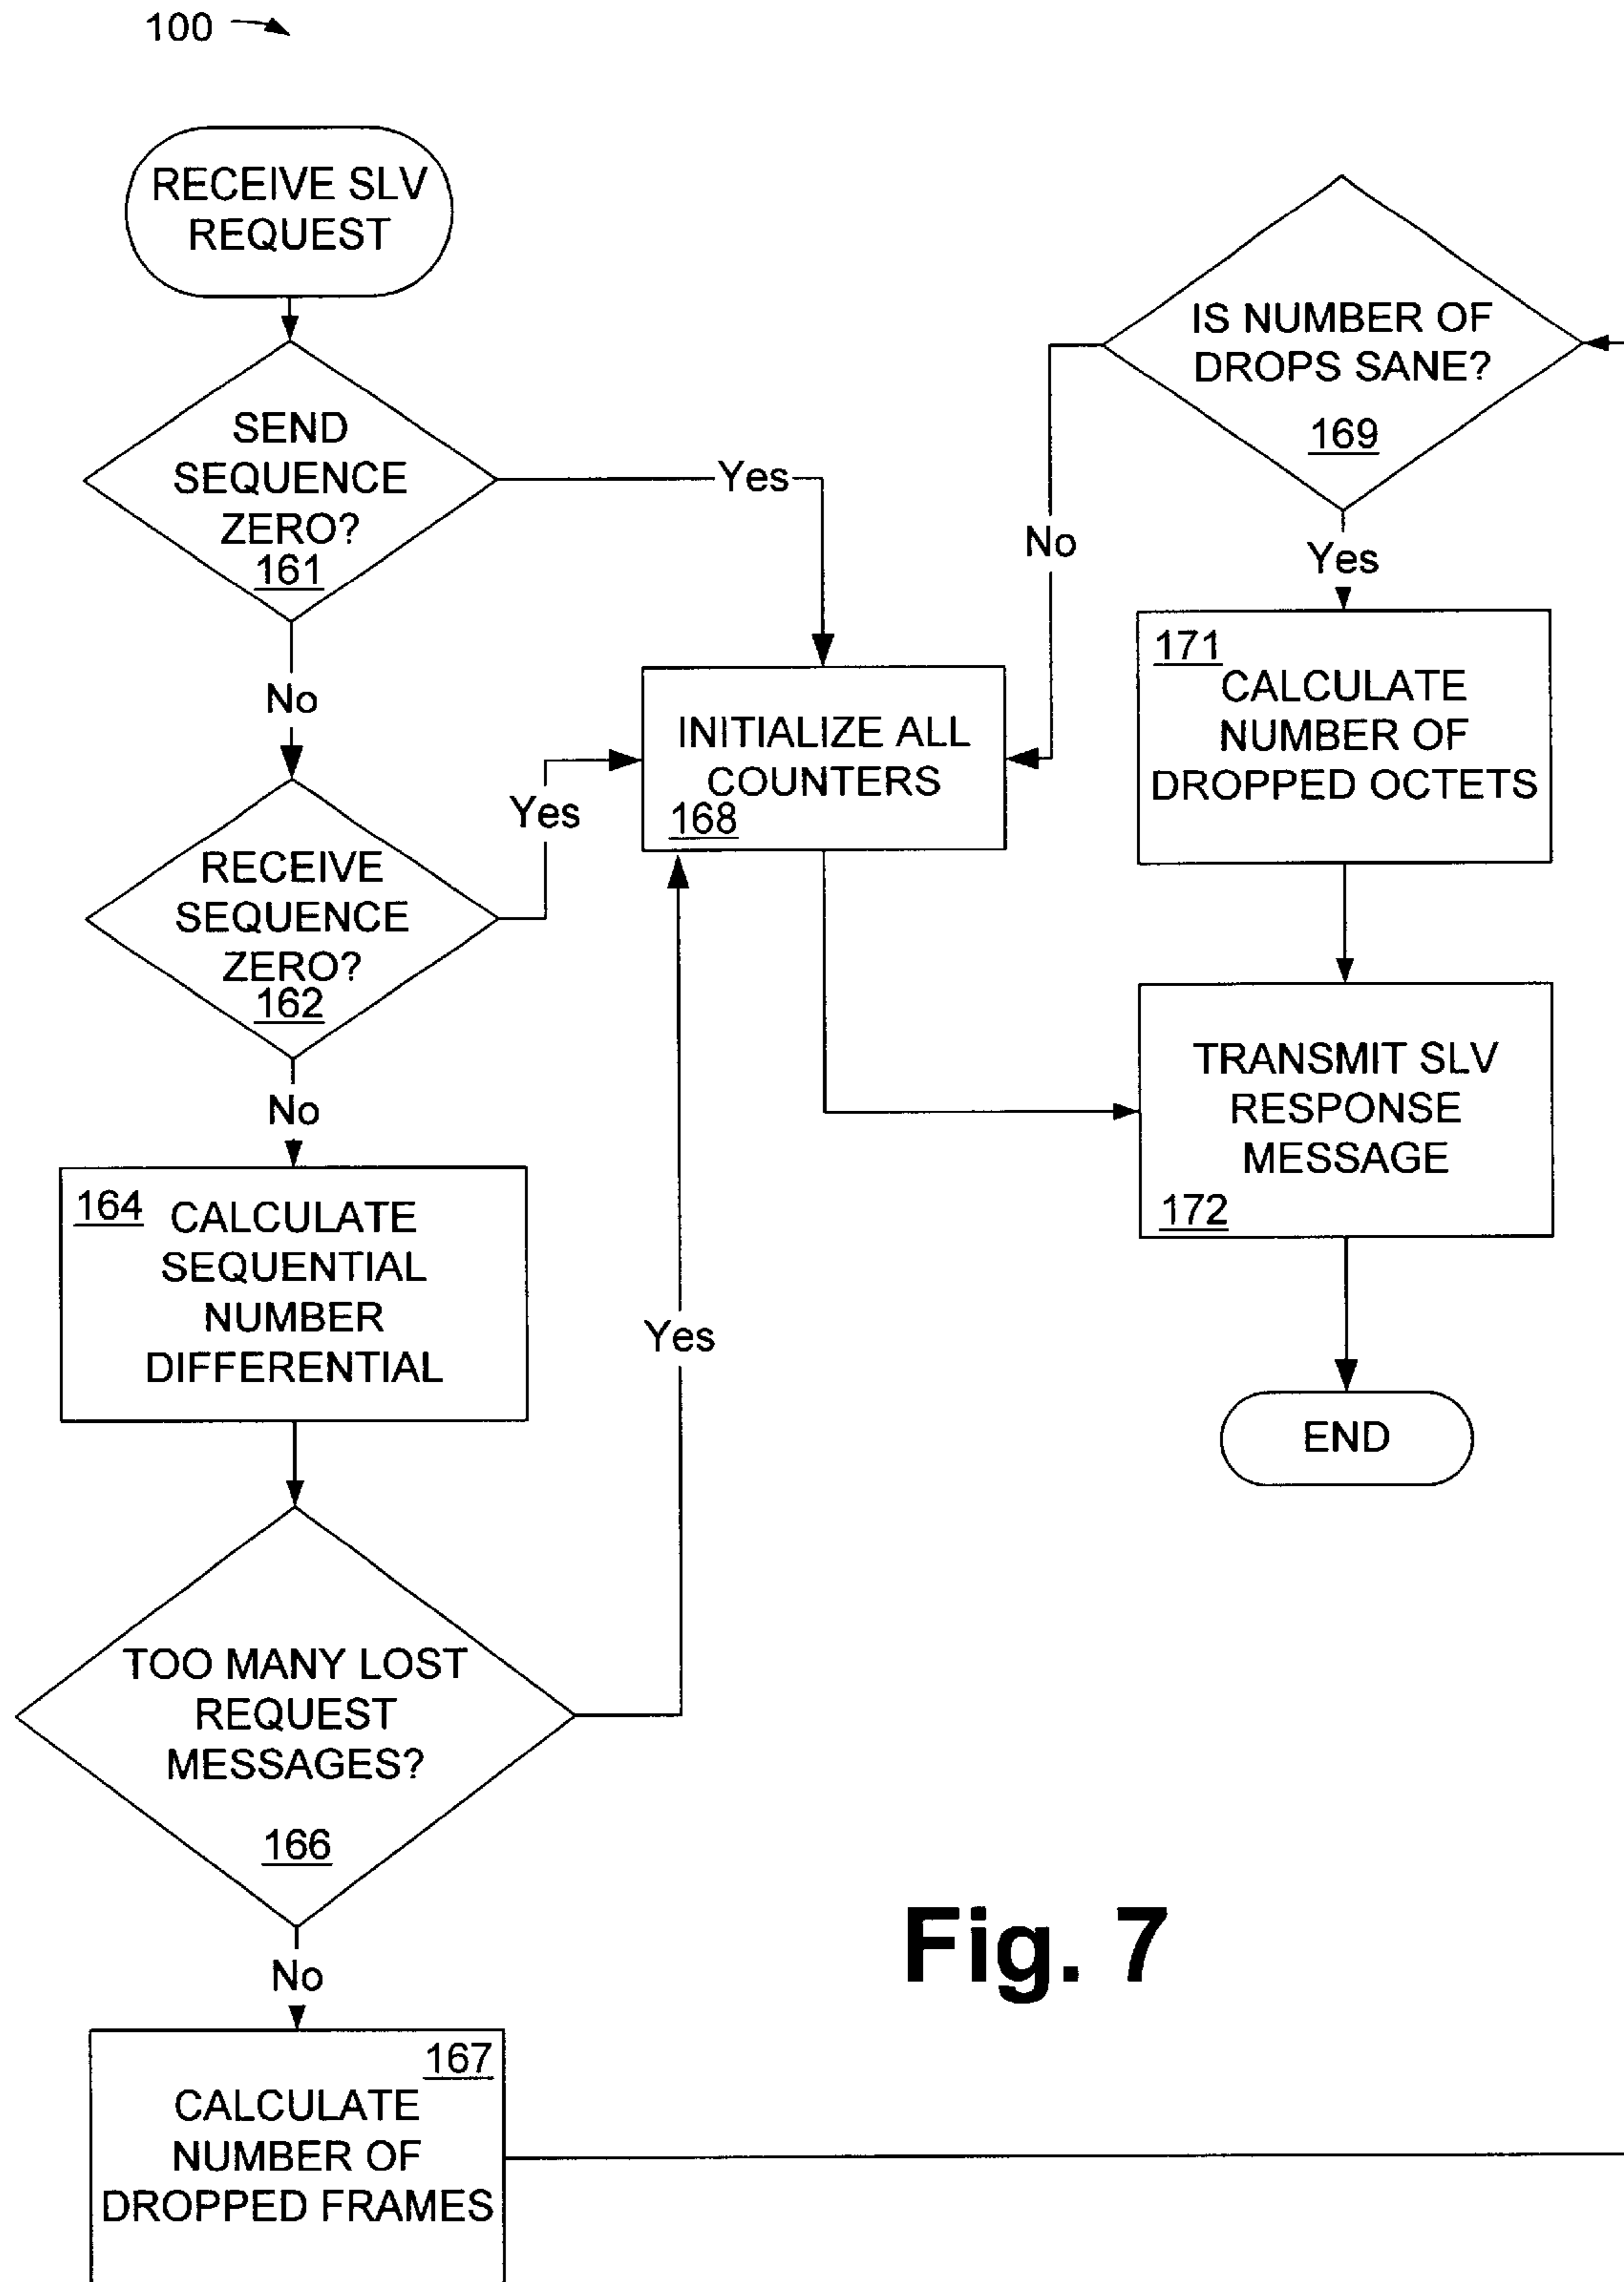 100
RECEIVE SLV
REQUEST
SEND
SEQUENCE
ZERO?
161
Yes
No
RECEIVE
SEQUENCE
ZERO?
162
Yes
No
164
CALCULATE
SEQUENTIAL
NUMBER
DIFFERENTIAL
TOO MANY LOST
REQUEST
MESSAGES?
166
Yes
No
167
CALCULATE
NUMBER OF
DROPPED FRAMES
INITIALIZE ALL
COUNTERS
168
IS NUMBER OF
DROPS SANE?
169
No
Yes
171
CALCULATE
NUMBER OF
DROPPED OCTETS
TRANSMIT SLV
RESPONSE
MESSAGE
172
END
Fig. 7